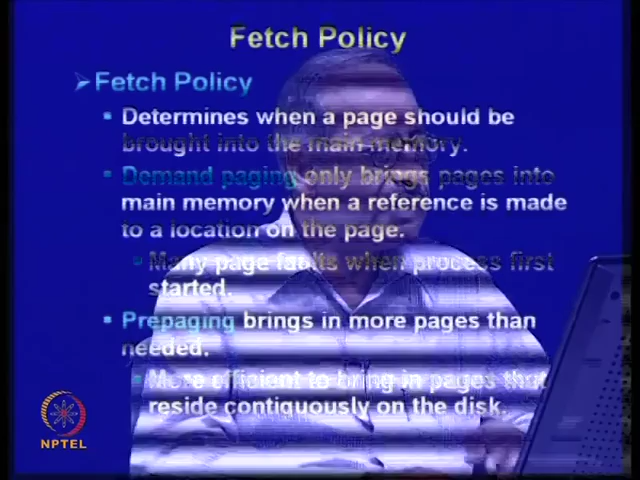 Fetch Policy
Fetch Policy
Determines when a page should be
brought into the main memory.
Demand paging only brings pages into
main memory when a reference is made
to a location on the page.
Many page faults when process first
started.
Prepaging brings in more pages than
needed.
More efficient to bring in pages that
reside contiguously on the disk.
NPTEL